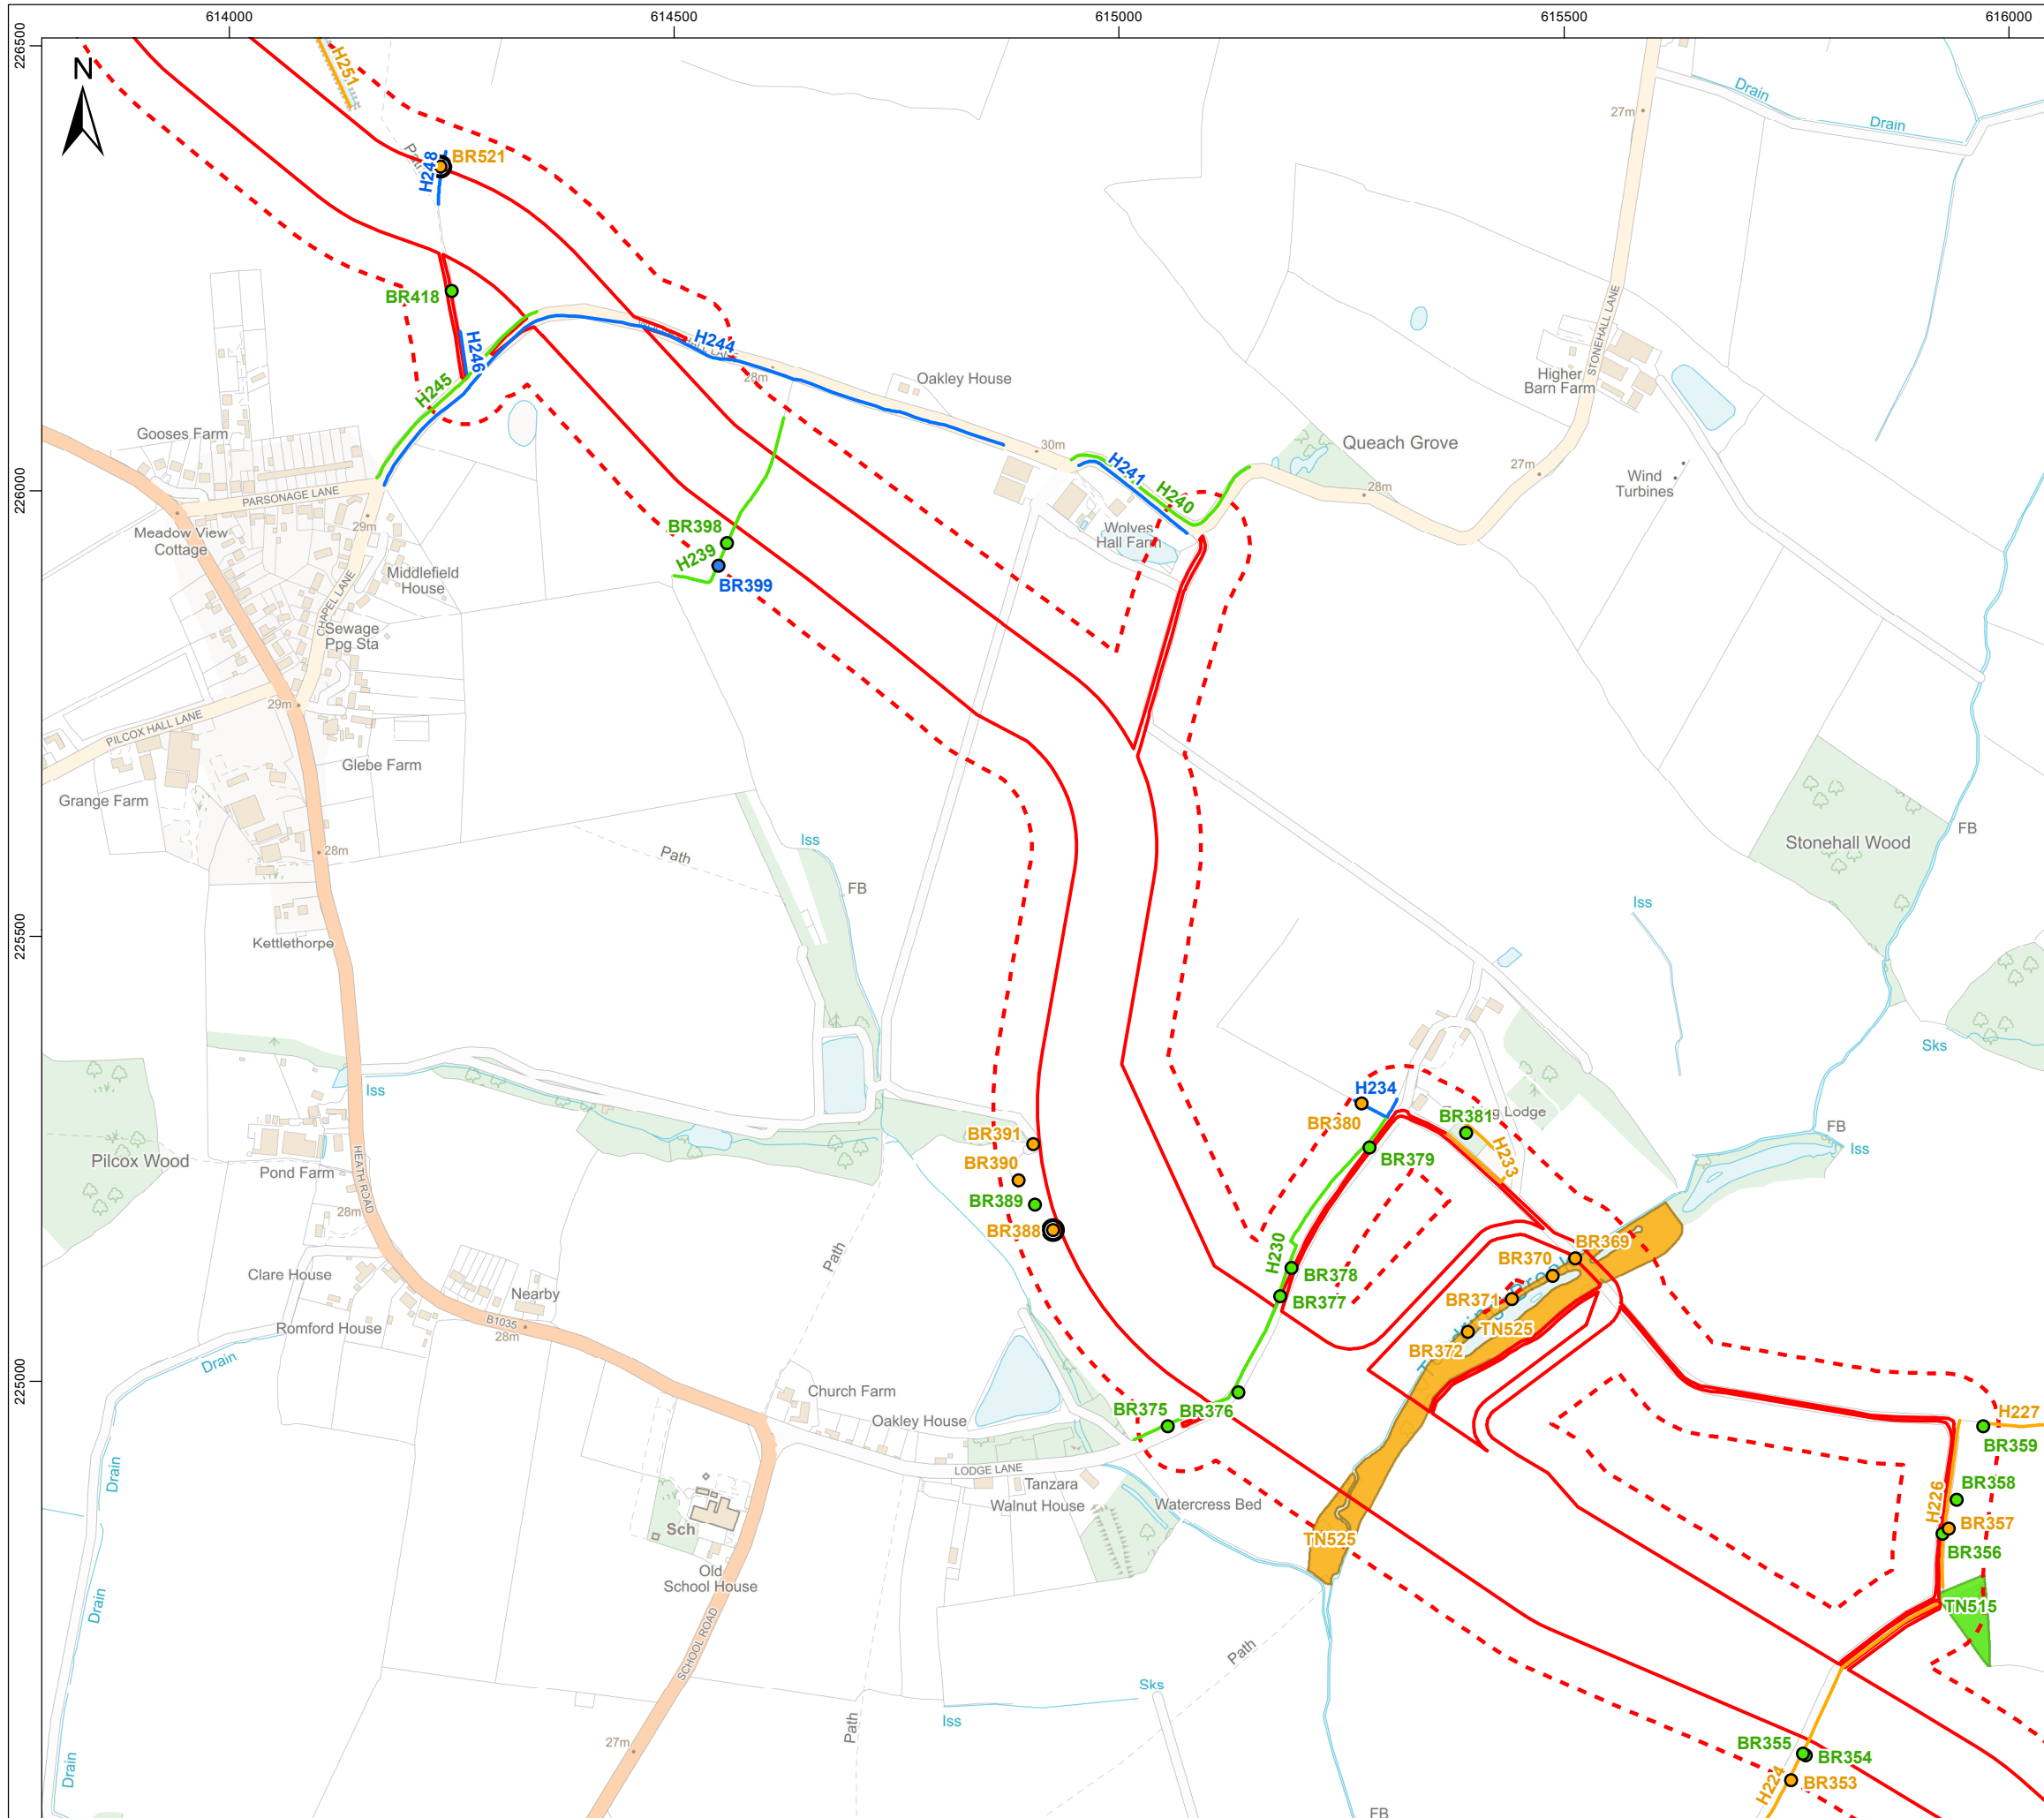 614000
614500
615000
615500
616000
226500
226000
225500
225000
N
H251
Path
H248
BR521
27m
Drain
Drain
BR418
H246
H245
H244
28m
Oakley House
STONEHALL LANE
Higher
Barn Farm
Gooses Farm
PARSONAGE LANE
30m
Queach Grove
H241
H240
27m
28m
Wind
Turbines
Meadow View
Cottage
29m
Wolves
Hall Farm
BR398
H239
BR399
Middlefield
House
CHAPEL LANE
Sewage
Ppg Sta
29m
PILCOX HALL LANE
Glebe Farm
Grange Farm
28m
Path
Iss
FB
Stonehall Wood
FB
Kettlethorpe
Iss
Sks
Iss
Pilcox Wood
Pond Farm
HEATH ROAD
28m
BR391
BR390
BR389
BR388
H234
BR380
BR381
Lodge
BR379
H233
FB
Iss
Path
H230
BR378
BR377
BR369
BR370
BR371
TN525
BR372
Clare House
Nearby
Romford House
B1035
28m
Drain
Church Farm
Oakley House
BR375
BR376
H227
BR359
LODGE LANE
Tanzara
Walnut House
Watercress Bed
BR358
H226
BR357
BR356
TN525
TN515
Drain
Sch
Old
School House
Drain
SCHOOL ROAD
Path
Sks
Iss
Path
27m
Drain
BR355
BR354
H224
BR353
FB